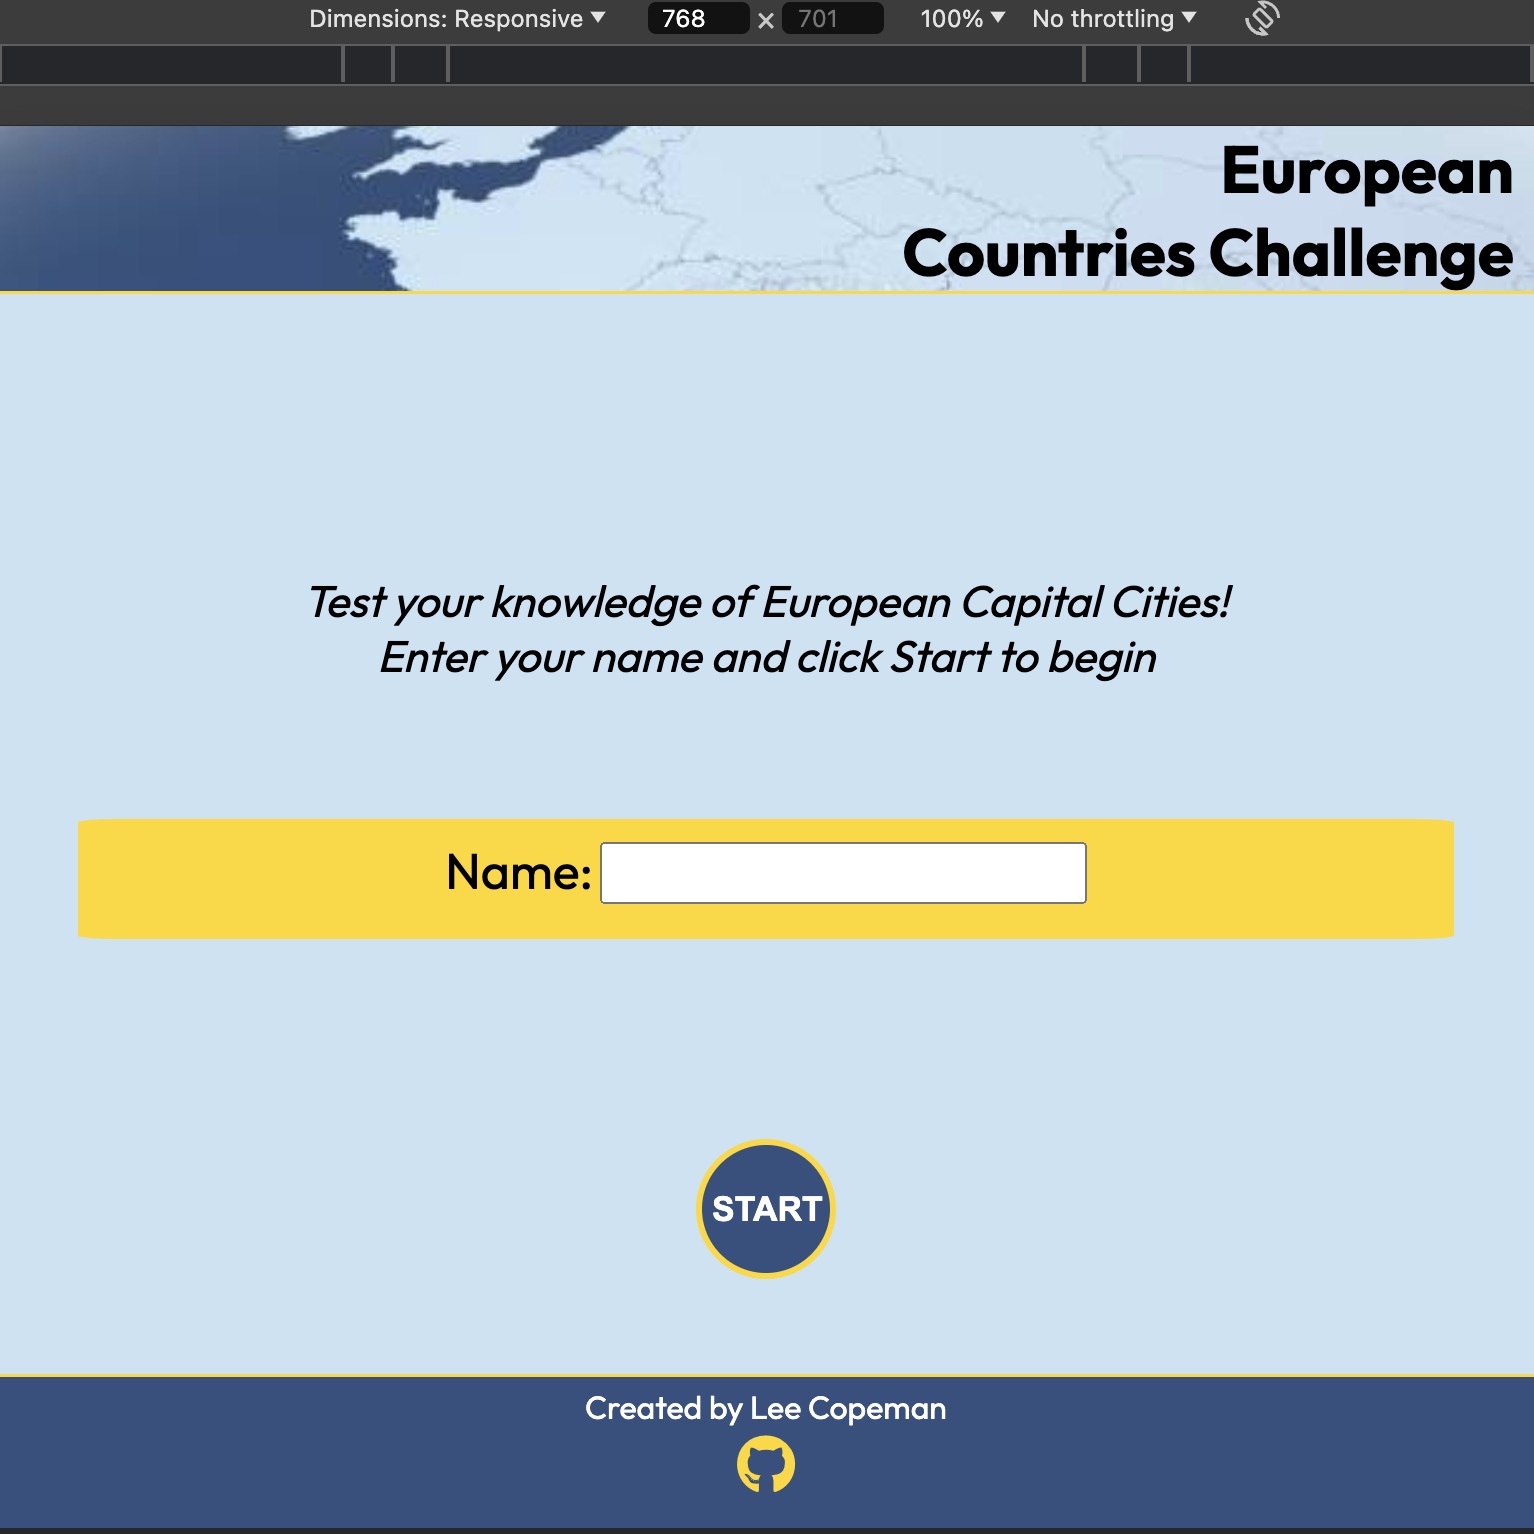 Dimensions: Responsive ▼ 768 × 701 100% ▼ No throttling ▼
European
Countries Challenge
Test your knowledge of European Capital Cities!
Enter your name and click Start to begin
Name:
START
Created by Lee Copeman